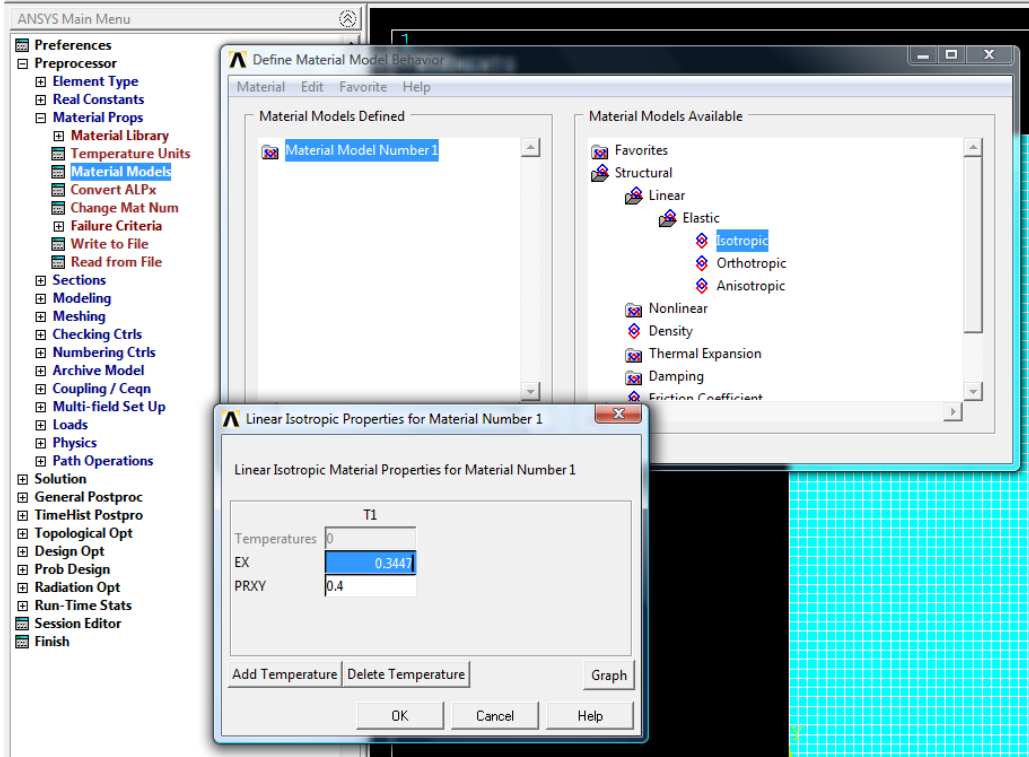 ANSYS Main Menu
Preferences
Preprocessor
Element Type
Real Constants
Material Props
Material Library
Temperature Units
Material Models
Convert ALPx
Change Mat Num
Failure Criteria
Write to File
Read from File
Sections
Modeling
Meshing
Checking Ctrls
Numbering Ctrls
Archive Model
Coupling / Ceqn
Multi-field Set Up
Loads
Physics
Path Operations
Solution
General Postproc
TimeHist Postpro
Topological Opt
Design Opt
Prob Design
Radiation Opt
Run-Time Stats
Session Editor
Finish
1
Define Material Model Behavior
Material Edit Favorite Help
Material Models Defined
Material Model Number 1
Material Models Available
Favorites
Structural
Linear
Elastic
Isotropic
Orthotropic
Anisotropic
Nonlinear
Density
Thermal Expansion
Damping
Friction Coefficient
Linear Isotropic Properties for Material Number 1
Linear Isotropic Material Properties for Material Number 1
T1
Temperatures 0
EX 0.3447
PRXY 0.4
Add Temperature Delete Temperature Graph
OK Cancel Help
Y